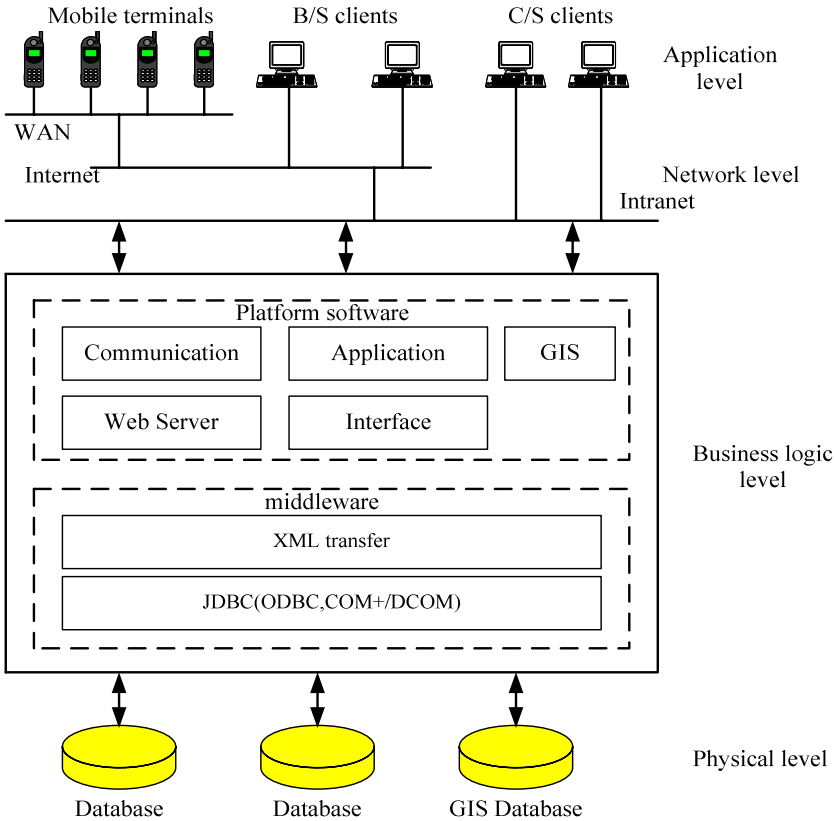 Mobile terminals
B/S clients
C/S clients
Application
level
WAN
Internet
Network level
Intranet
Platform software
Communication
Application
GIS
Web Server
Interface
Business logic
level
middleware
XML transfer
JDBC(ODBC,COM+/DCOM)
Physical level
Database
Database
GIS Database